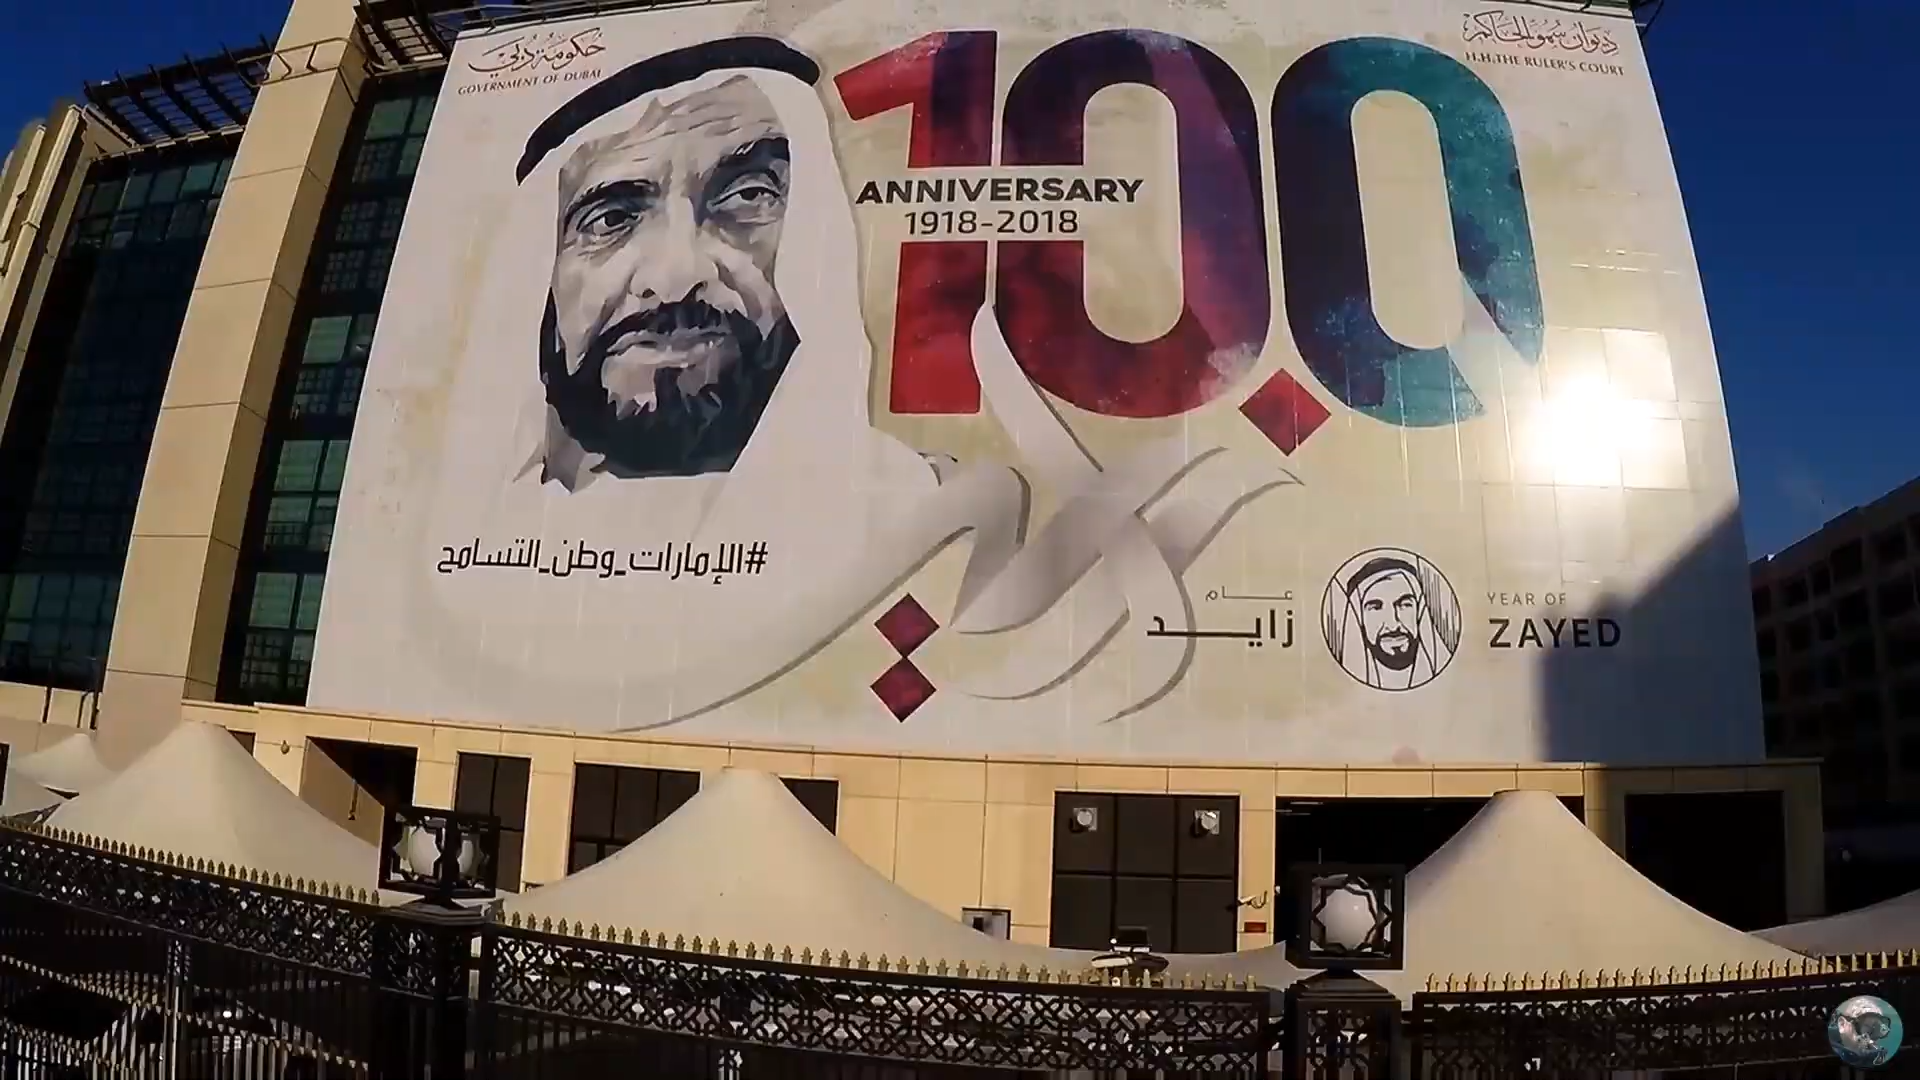 حكومة دبي
GOVERNMENT OF DUBAI
100
ANNIVERSARY
1918-2018
ديوان سمو الحاكم
H.H.THE RULER'S COURT
#الإمارات_وطن_التسامح
زايد
عام
زايد
YEAR OF
ZAYED